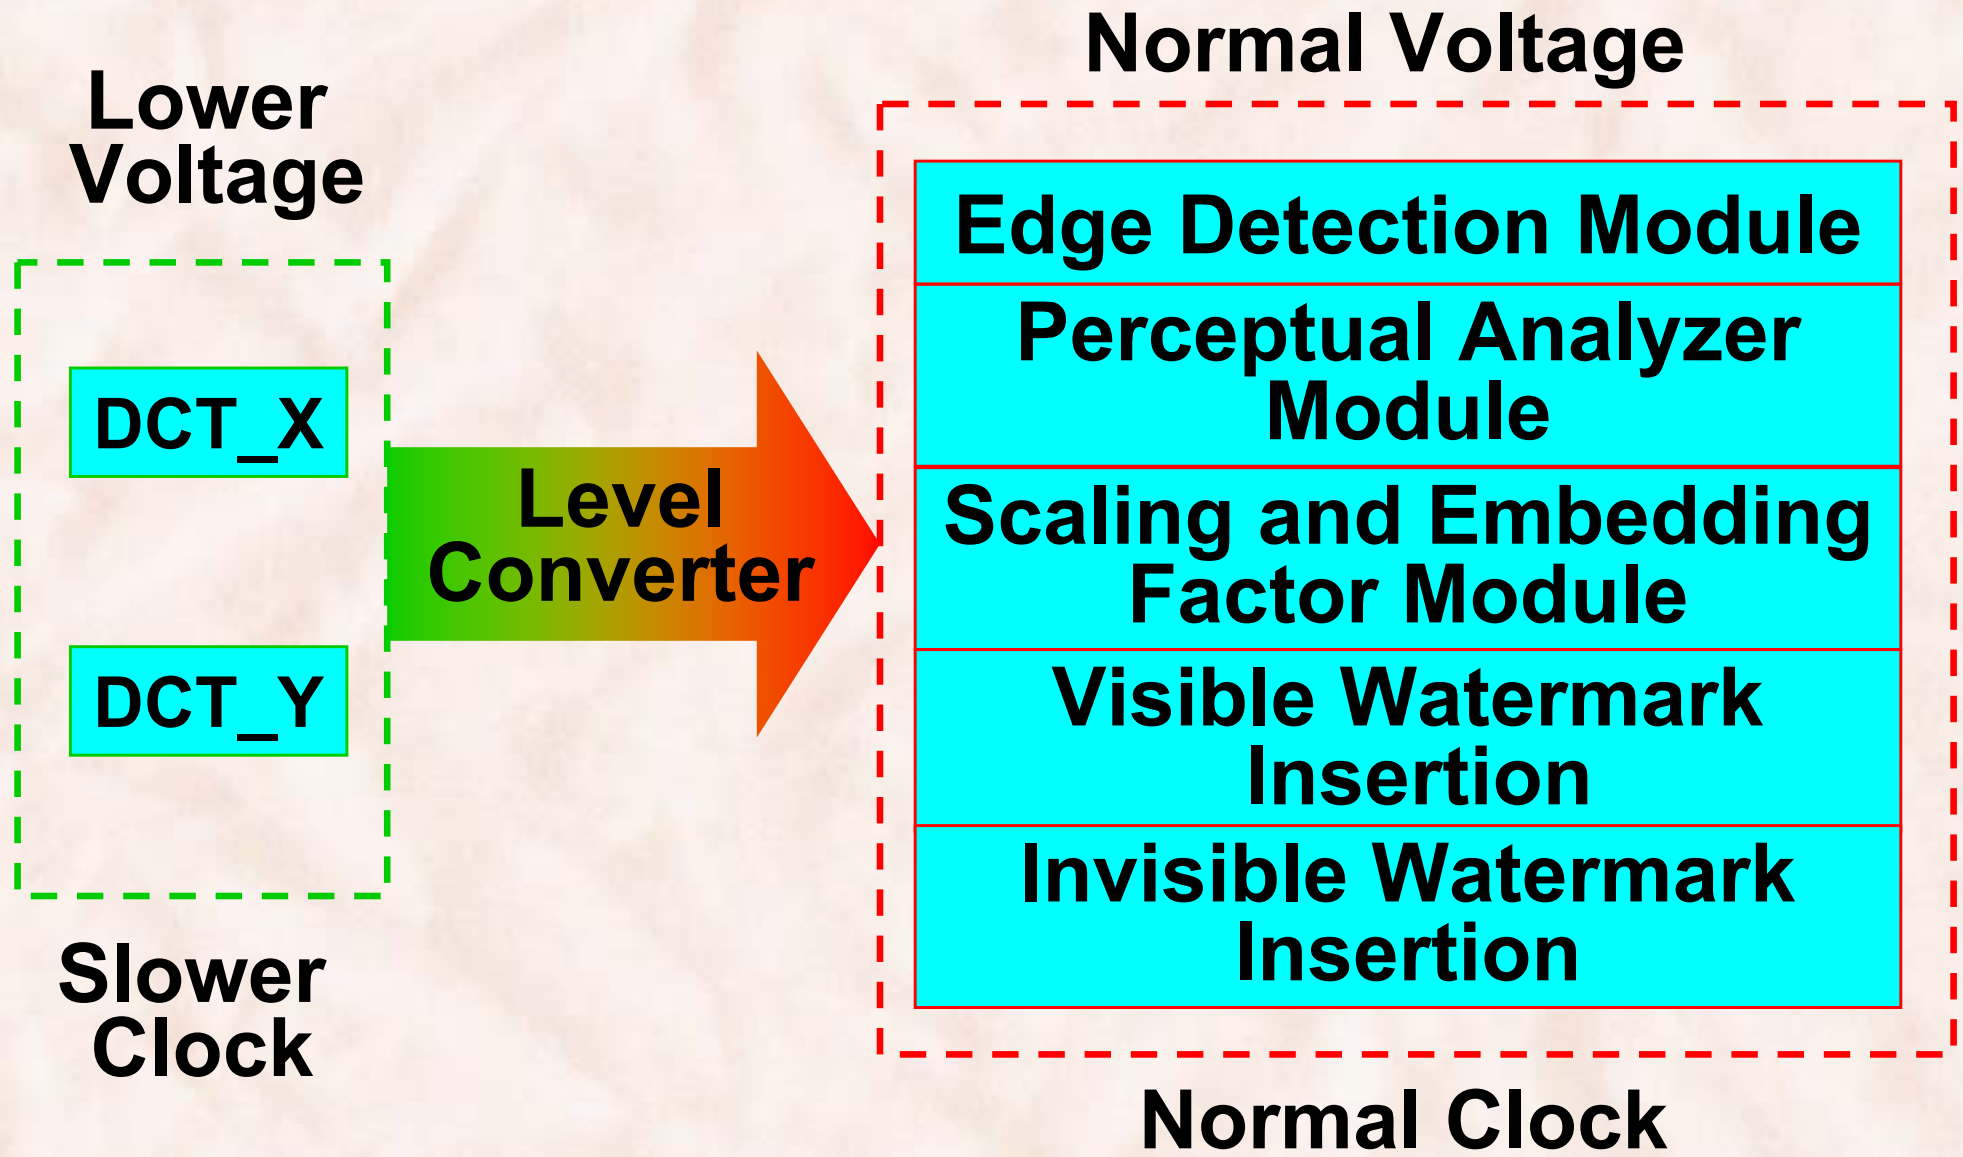 Lower
Voltage
DCT_X
DCT_Y
Slower
Clock
Level
Converter
Normal Voltage
Edge Detection Module
Perceptual Analyzer
Module
Scaling and Embedding
Factor Module
Visible Watermark
Insertion
Invisible Watermark
Insertion
Normal Clock